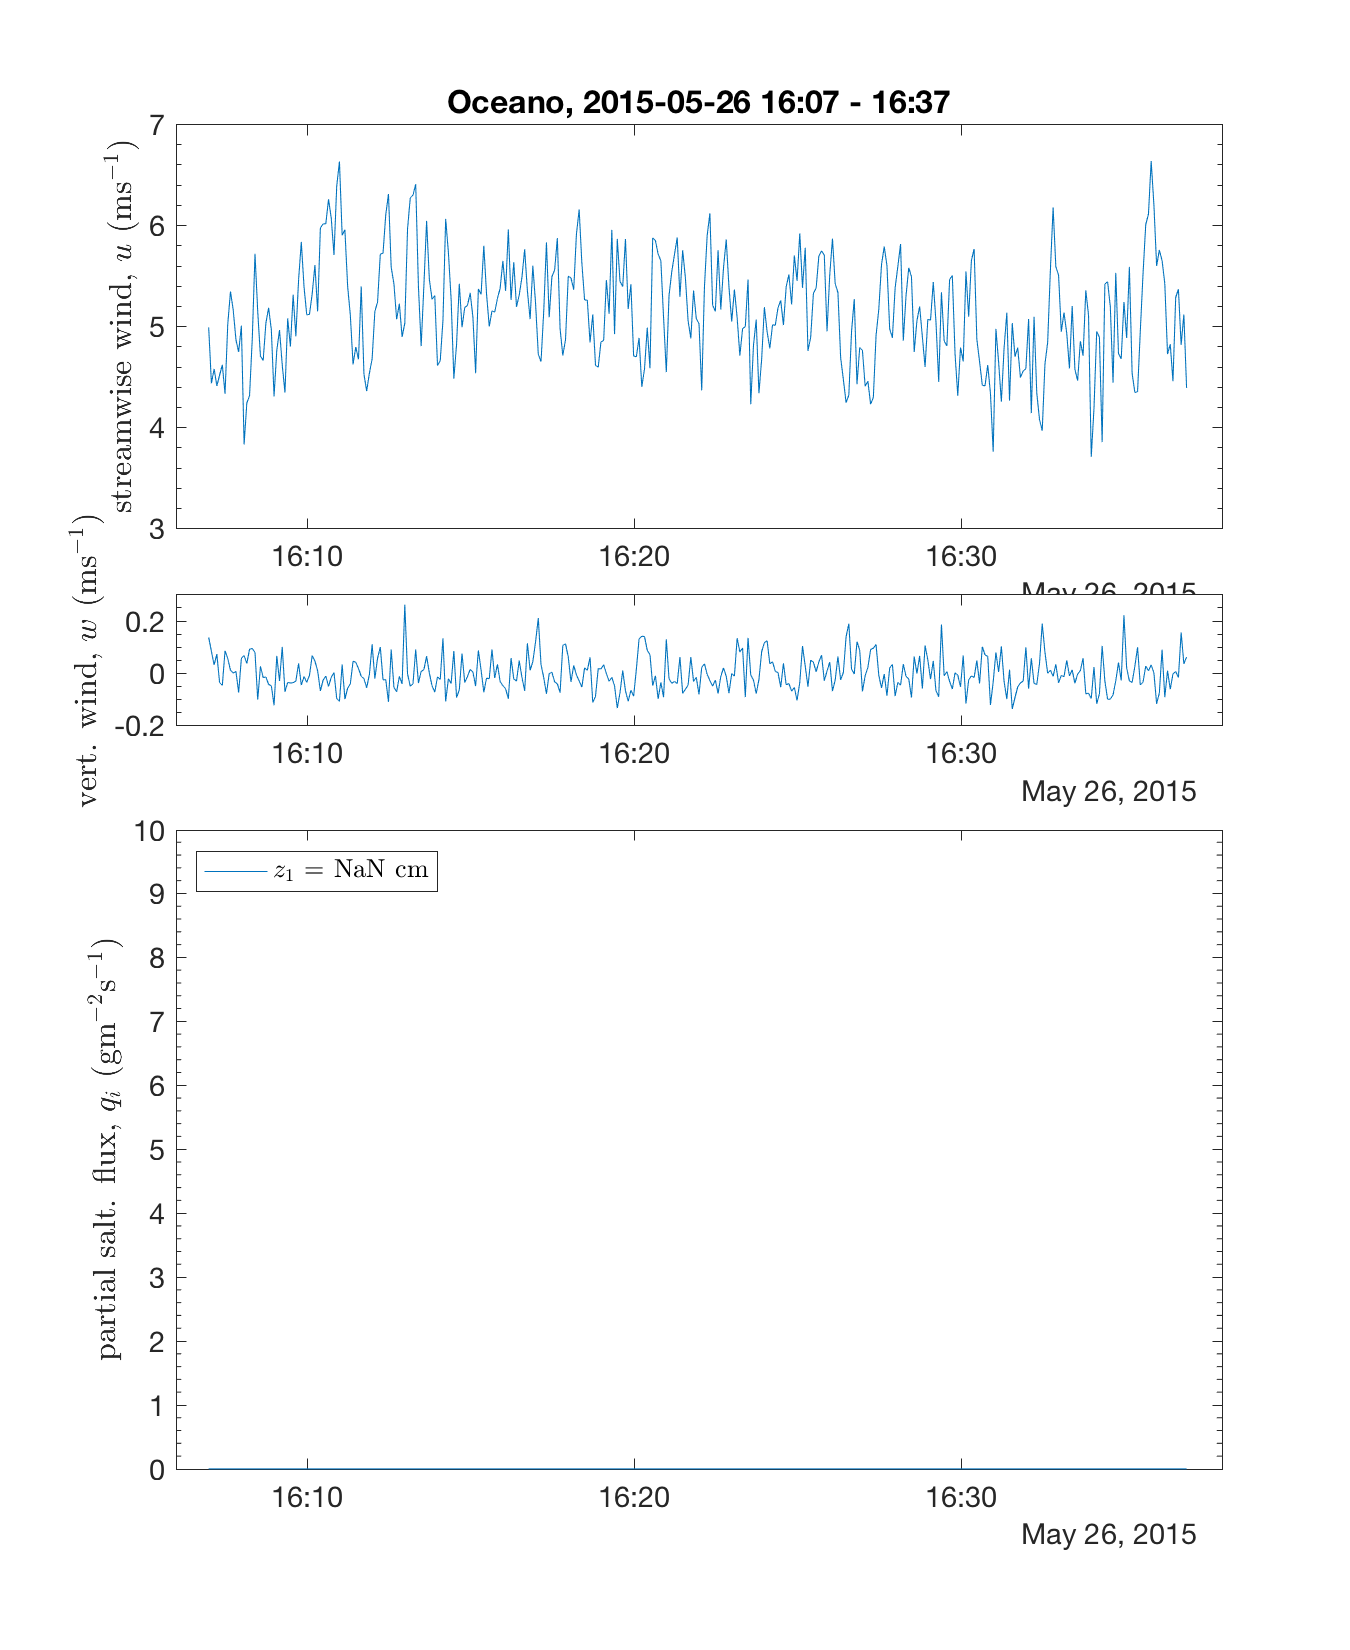 Oceano, 2015-05-26 16:07 - 16:37
streamwise wind, u (ms⁻¹)
7
6
5
4
3
16:10 16:20 16:30
May 26, 2015
vert. wind, w (ms⁻¹)
0.2
0
-0.2
16:10 16:20 16:30
May 26, 2015
partial salt. flux, qᵢ (gm⁻²s⁻¹)
z₁ = NaN cm
10
9
8
7
6
5
4
3
2
1
0
16:10 16:20 16:30
May 26, 2015